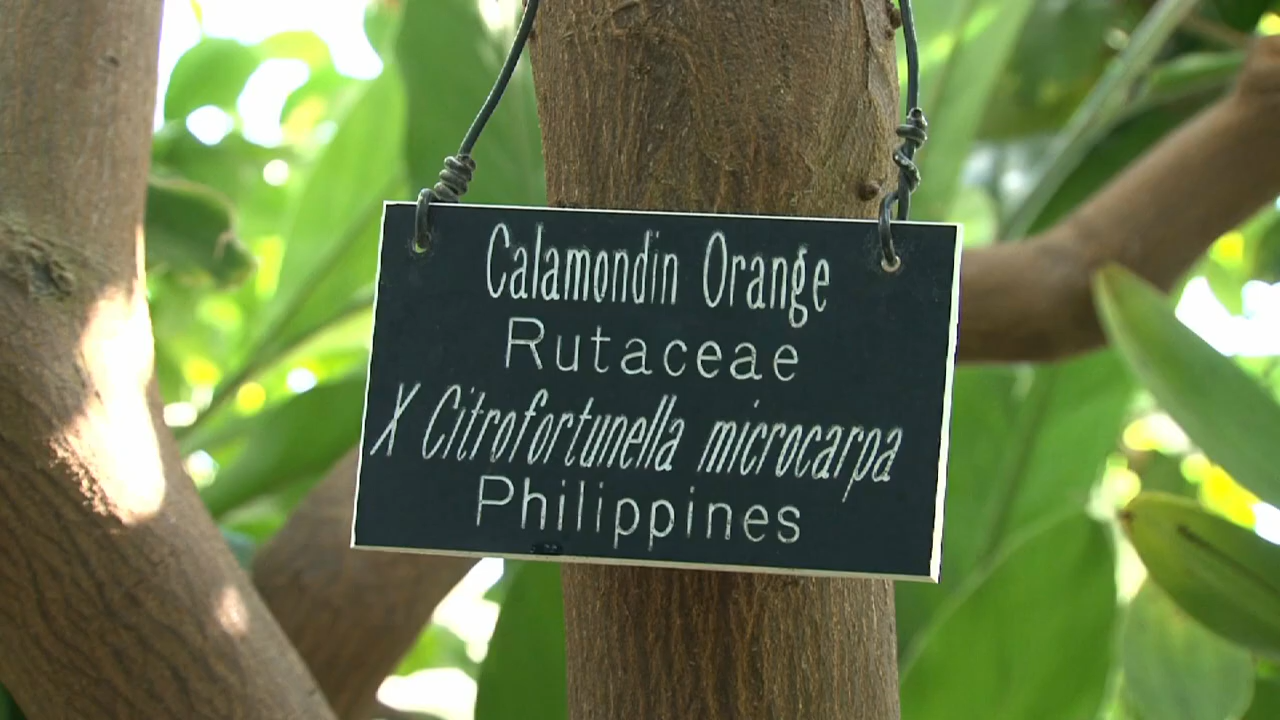 Calamondin Orange
Rutaceae
X Citrofortunella microcarpa
Philippines